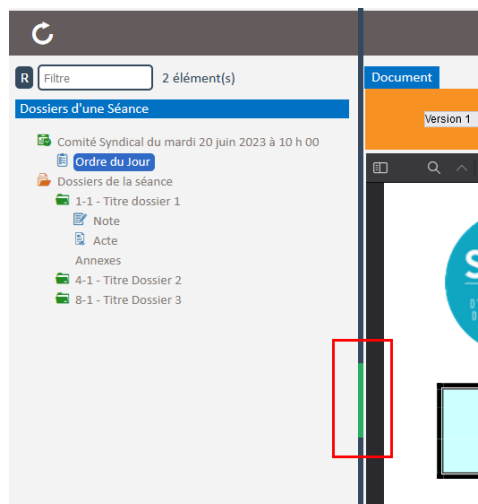 R Filtre 2 élément(s)
Dossiers d'une Séance
Comité Syndical du mardi 20 juin 2023 à 10 h 00
Ordre du Jour
Dossiers de la séance
1-1 - Titre dossier 1
Note
Acte
Annexes
4-1 - Titre Dossier 2
8-1 - Titre Dossier 3
Document
Version 1
S